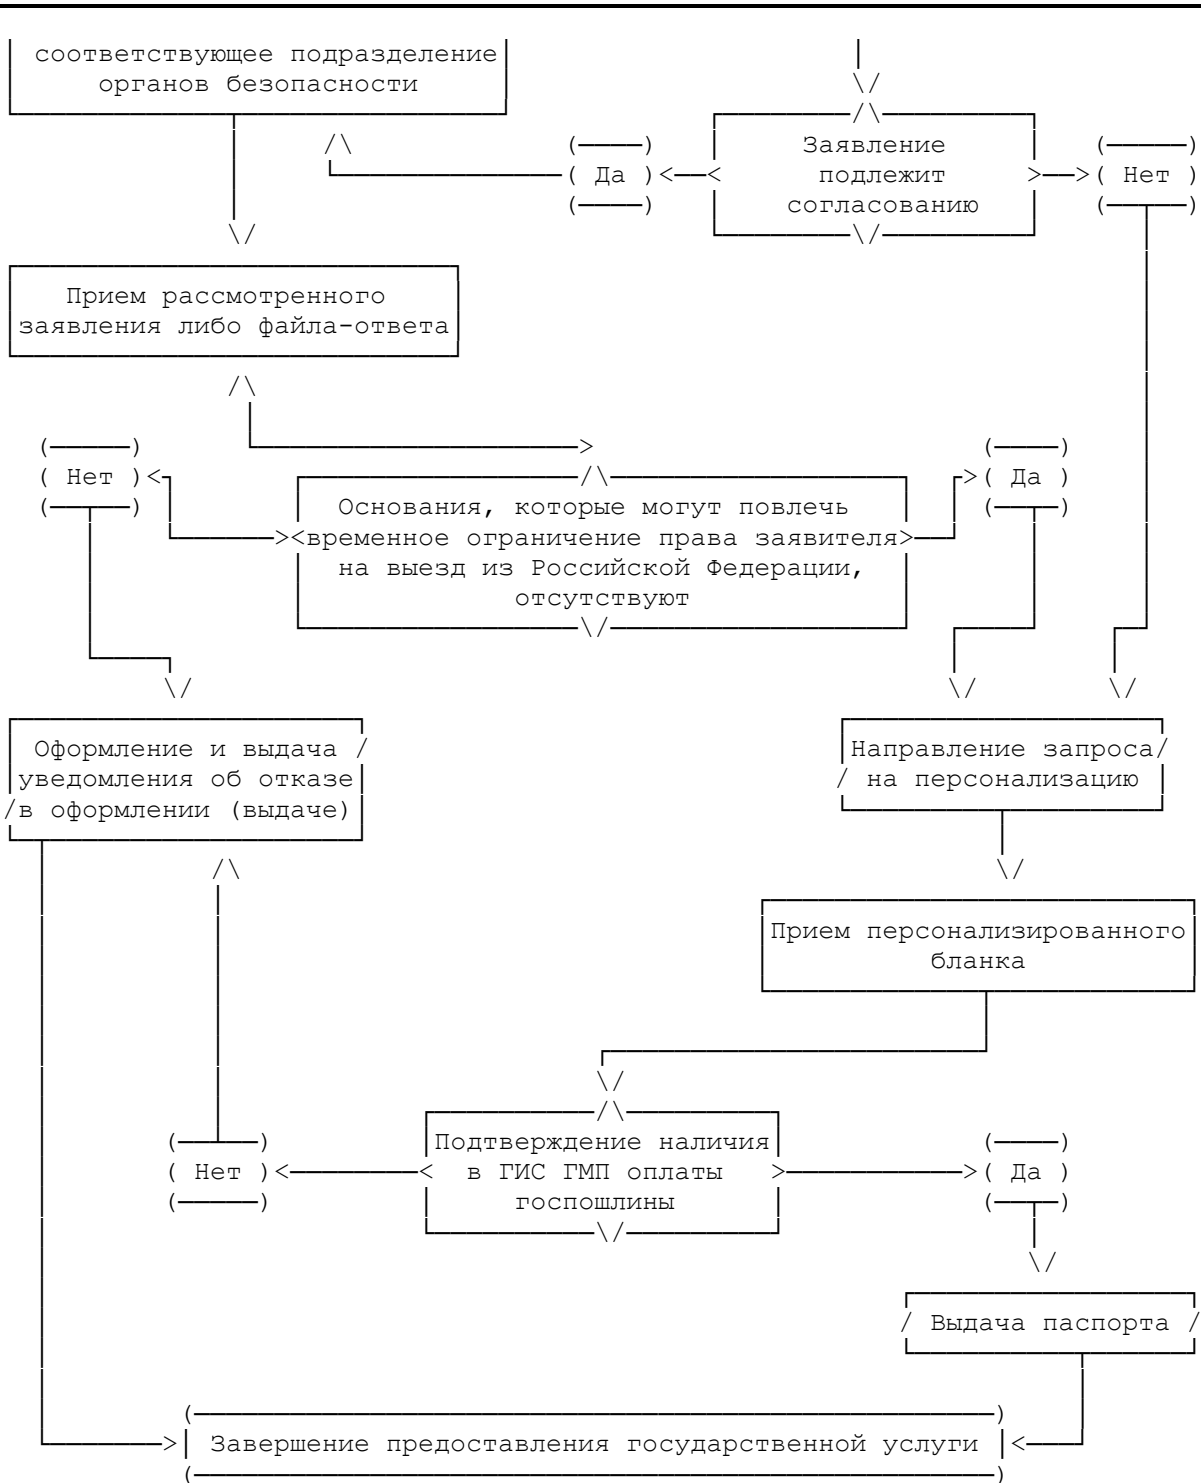 соответствующее подразделение
органов безопасности
Да
Заявление
подлежит
согласованию
Нет
Прием рассмотренного
заявления либо файла-ответа
Нет
Да
Основания, которые могут повлечь
временное ограничение права заявителя
на выезд из Российской Федерации,
отсутствуют
Оформление и выдача
уведомления об отказе
в оформлении (выдаче)
Направление запроса
на персонализацию
Прием персонализированного
бланка
Нет
Подтверждение наличия
в ГИС ГМП оплаты
госпошлины
Да
Выдача паспорта
Завершение предоставления государственной услуги